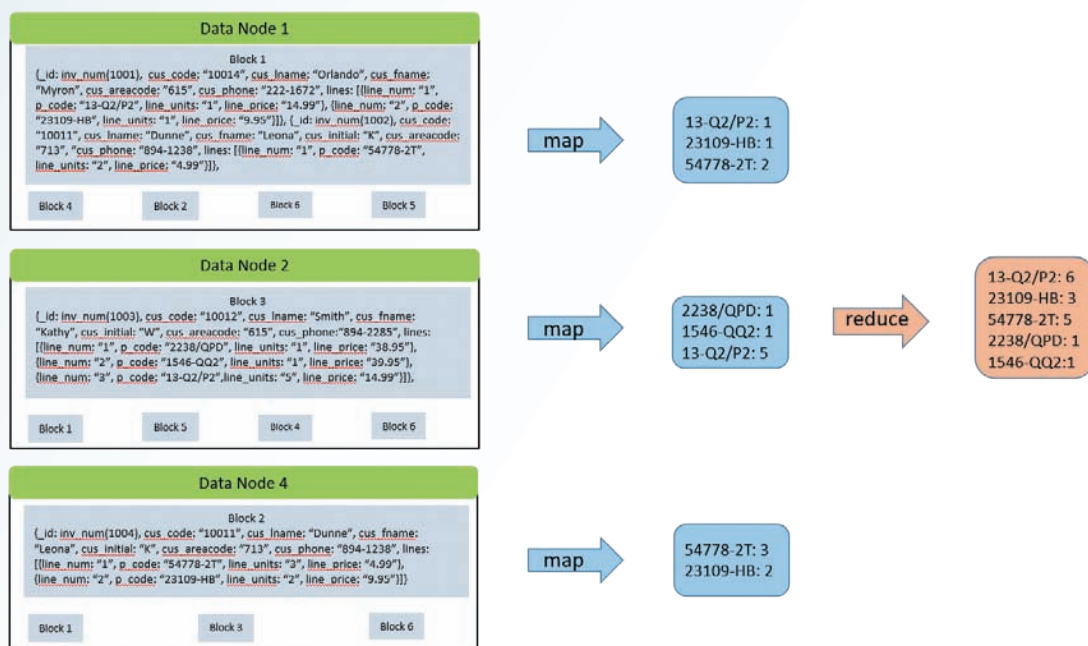 Data Node 1
Block 1
{_id: inv_num(1001), cus_code: "10014", cus_lname: "Orlando", cus_fname:
"Myron", cus_areacode: "615", cus_phone: "222-1672", lines: [{line_num: "1",
p_code: "13-Q2/P2", line_units: "1", line_price: "14.99"}, {line_num: "2", p_code:
"23109-HB", line_units: "1", line_price: "9.95"}]}, {_id: inv_num(1002), cus_code:
"10011", cus_lname: "Dunne", cus_fname: "Leona", cus_initial: "K", cus_areacode:
"713", "cus_phone: "894-1238", lines: [{line_num: "1", p_code: "54778-2T",
line_units: "2", line_price: "4.99"}]},
Block 4
Block 2
Block 6
Block 5
map
13-Q2/P2: 1
23109-HB: 1
54778-2T: 2
Data Node 2
Block 3
{_id: inv_num(1003), cus_code: "10012", cus_lname: "Smith", cus_fname:
"Kathy", cus_initial: "W", cus_areacode: "615", cus_phone:"894-2285", lines:
[{line_num: "1", p_code: "2238/QPD", line_units: "1", line_price: "38.95"},
{line_num: "2", p_code: "1546-QQ2", line_units: "1", line_price: "39.95"},
{line_num: "3", p_code: "13-Q2/P2",line_units: "5", line_price: "14.99"}]},
Block 1
Block 5
Block 4
Block 6
map
2238/QPD: 1
1546-QQ2: 1
13-Q2/P2: 5
reduce
13-Q2/P2: 6
23109-HB: 3
54778-2T: 5
2238/QPD: 1
1546-QQ2:1
Data Node 4
Block 2
{_id: inv_num(1004), cus_code: "10011", cus_lname: "Dunne", cus_fname:
"Leona", cus_initial: "K", cus_areacode: "713", cus_phone: "894-1238", lines:
[{line_num: "1", p_code: "54778-2T", line_units: "3", line_price: "4.99"},
{line_num: "2", p_code: "23109-HB", line_units: "2", line_price: "9.95"}]}
Block 1
Block 3
Block 6
map
54778-2T: 3
23109-HB: 2